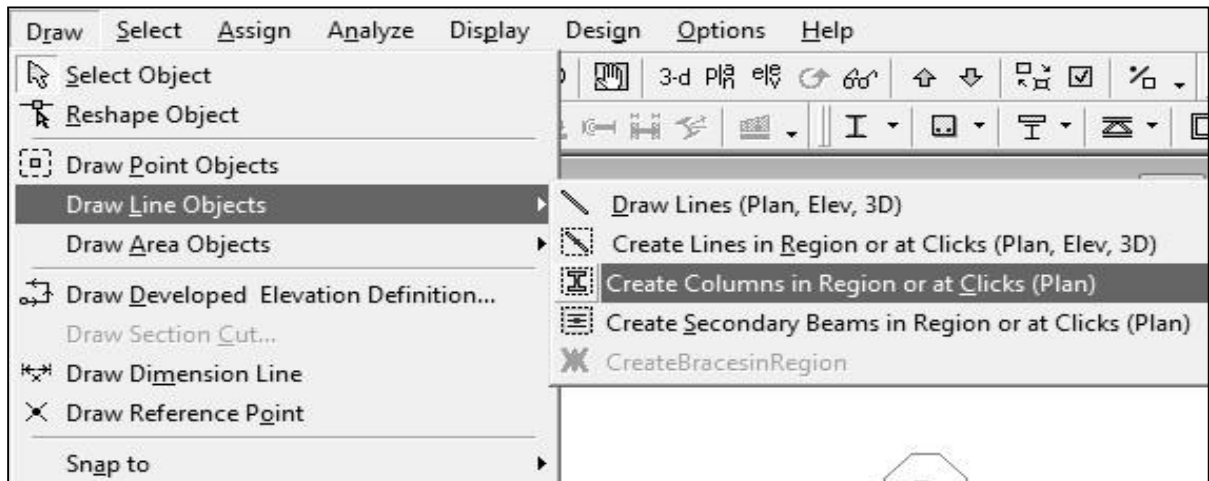 Draw Select Assign Analyze Display Design Options Help
Select Object
3-d
Reshape Object
Draw Point Objects
Draw Line Objects
Draw Lines (Plan, Elev, 3D)
Draw Area Objects
Create Lines in Region or at Clicks (Plan, Elev, 3D)
Draw Developed Elevation Definition...
Create Columns in Region or at Clicks (Plan)
Draw Section Cut...
Create Secondary Beams in Region or at Clicks (Plan)
Draw Dimension Line
CreateBracesinRegion
Draw Reference Point
Snap to